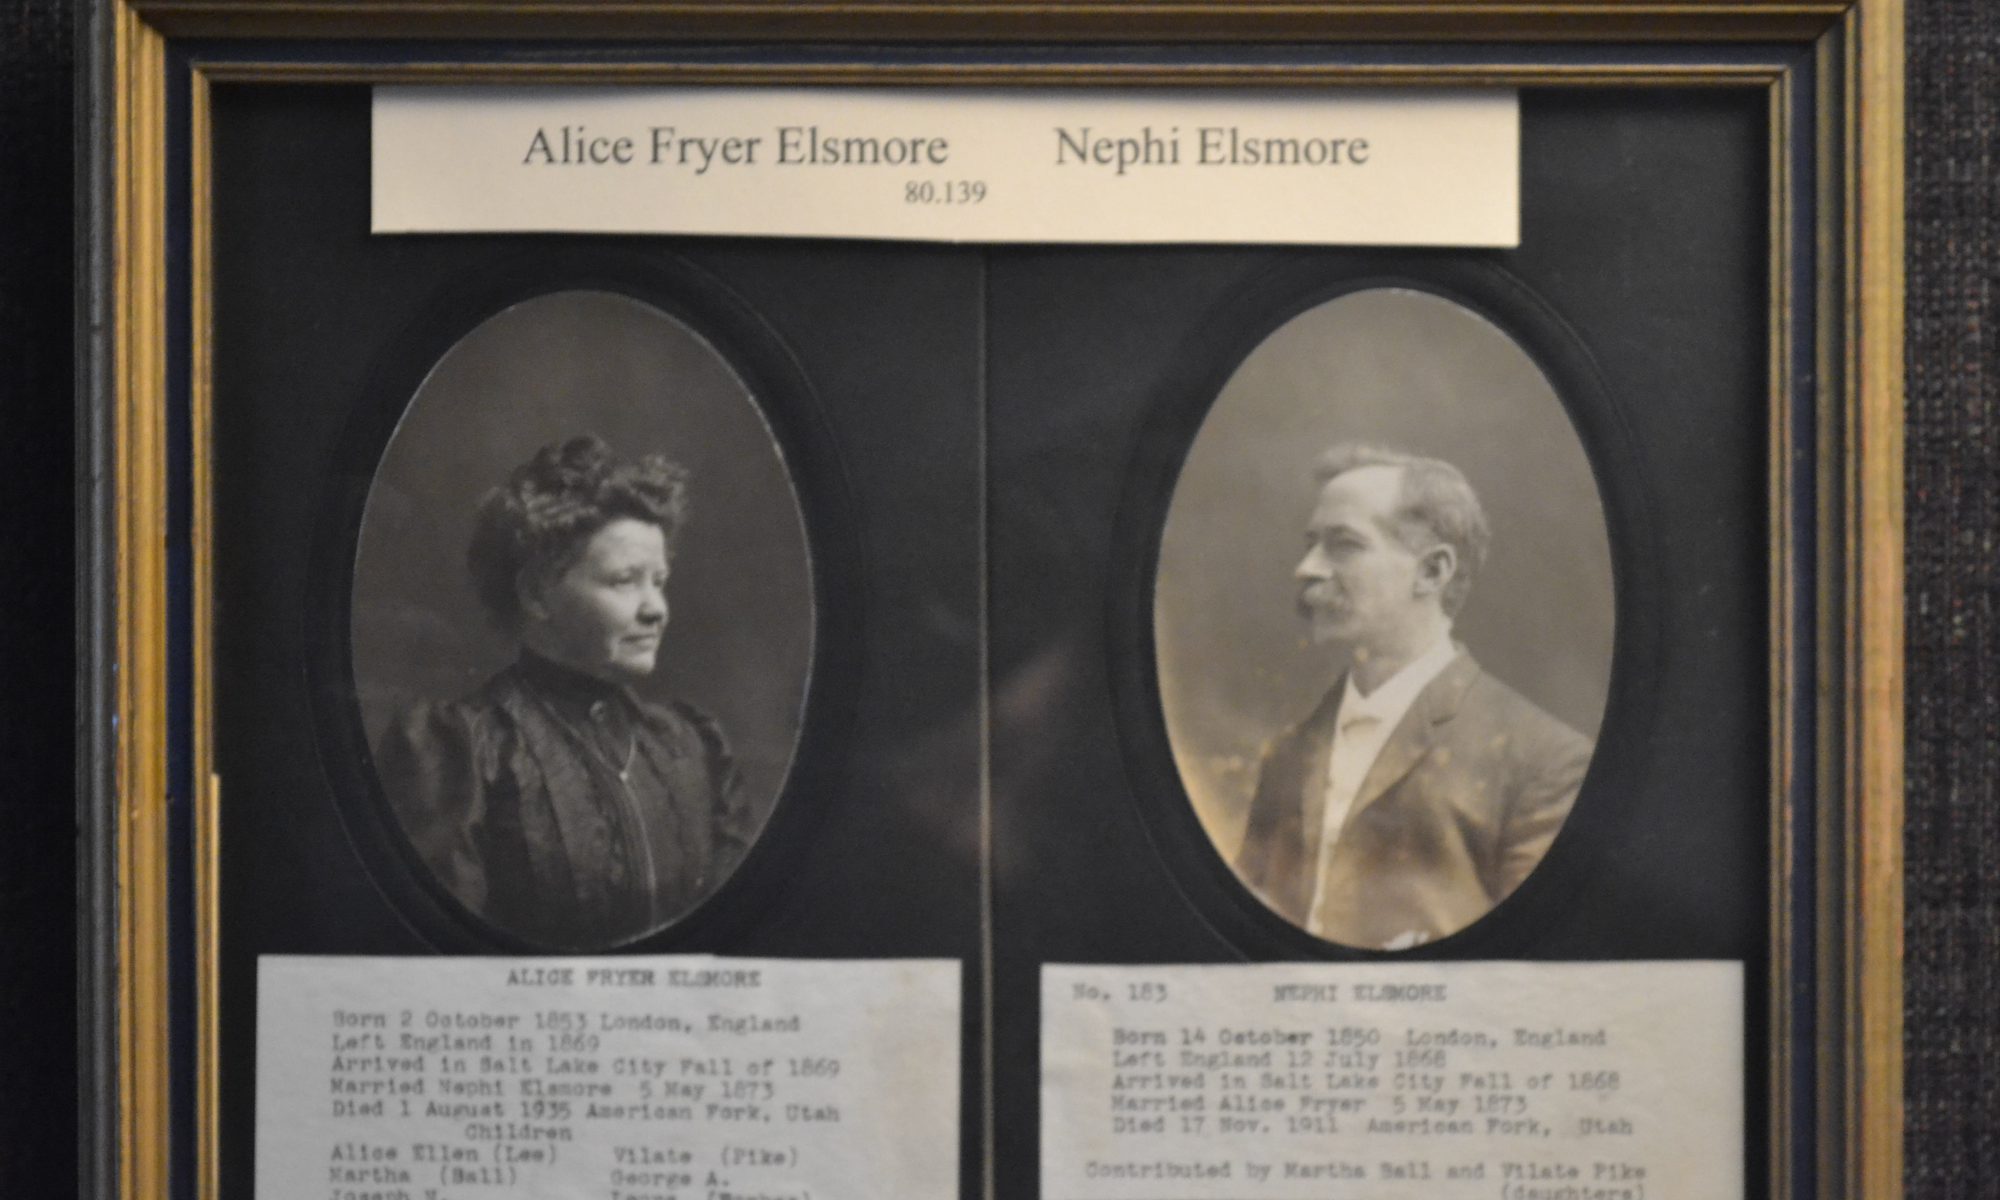 Alice Fryer Elsmore Nephi Elsmore
80.139
ALICE FRYER ELSMORE
Born 2 October 1853 London, England
Left England in 1869
Arrived in Salt Lake City Fall of 1869
Married Nephi Elsmore 5 May 1873
Died 1 August 1935 American Fork, Utah
Children
Alice Ellen (Lee) Vilate (Pike)
Martha (Ball) George A.
Joseph
No. 183 NEPHI ELSMORE
Born 14 October 1850 London, England
Left England 12 July 1868
Arrived in Salt Lake City Fall of 1868
Married Alice Fryer 5 May 1873
Died 17 Nov. 1911 American Fork, Utah
Contributed by Martha Ball and Vilate Pike
(daughters)